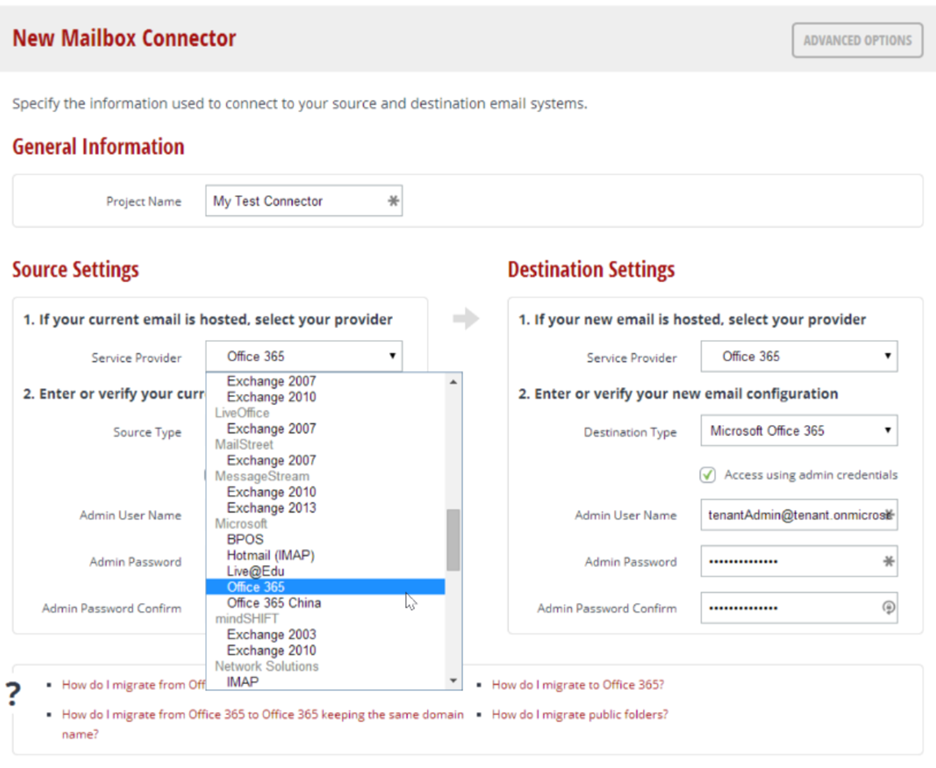 New Mailbox Connector
ADVANCED OPTIONS
Specify the information used to connect to your source and destination email systems.
General Information
Project Name
My Test Connector
Source Settings
1. If your current email is hosted, select your provider
Service Provider
Office 365
2. Enter or verify your curr
Source Type
Admin User Name
Admin Password
Admin Password Confirm
Exchange 2007
Exchange 2010
LiveOffice
Exchange 2007
MailStreet
Exchange 2007
MessageStream
Exchange 2010
Exchange 2013
Microsoft
BPOS
Hotmail (IMAP)
Live@Edu
Office 365
Office 365 China
mindSHIFT
Exchange 2003
Exchange 2010
Network Solutions
IMAP
Destination Settings
1. If your new email is hosted, select your provider
Service Provider
Office 365
2. Enter or verify your new email configuration
Destination Type
Microsoft Office 365
Access using admin credentials
Admin User Name
tenantAdmin@tenant.onmicros
Admin Password
••••••••••••••
Admin Password Confirm
••••••••••••••
?
How do I migrate from Off
How do I migrate from Office 365 to Office 365 keeping the same domain
name?
How do I migrate to Office 365?
How do I migrate public folders?